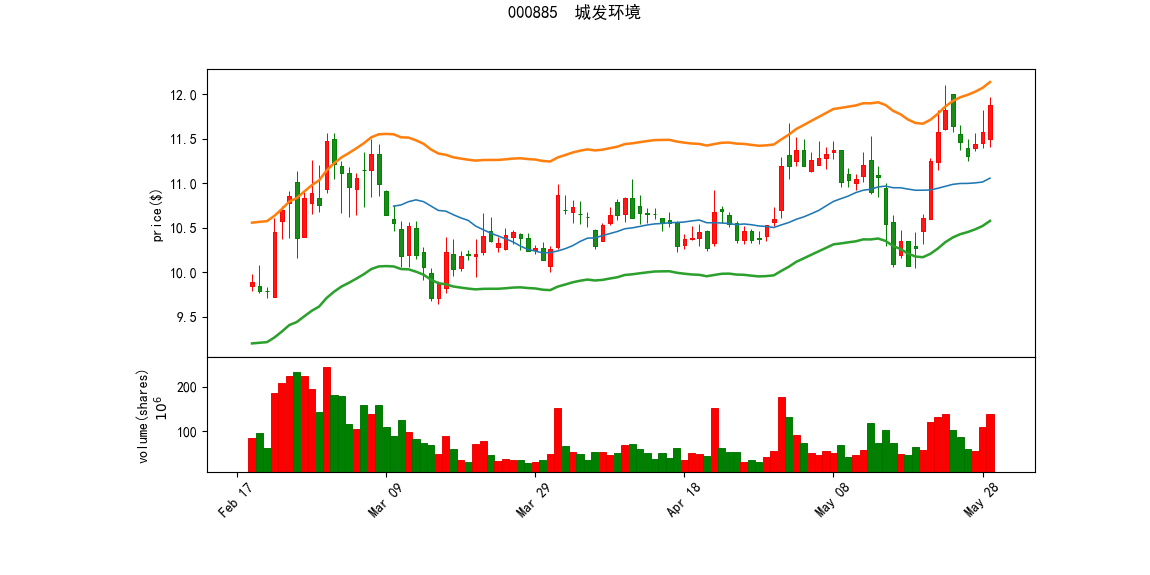 000885 城发环境
price($)
12.0
11.5
11.0
10.5
10.0
9.5
volume(shares)
10^6
200
100
Feb 17
Mar 09
Mar 29
Apr 18
May 08
May 28